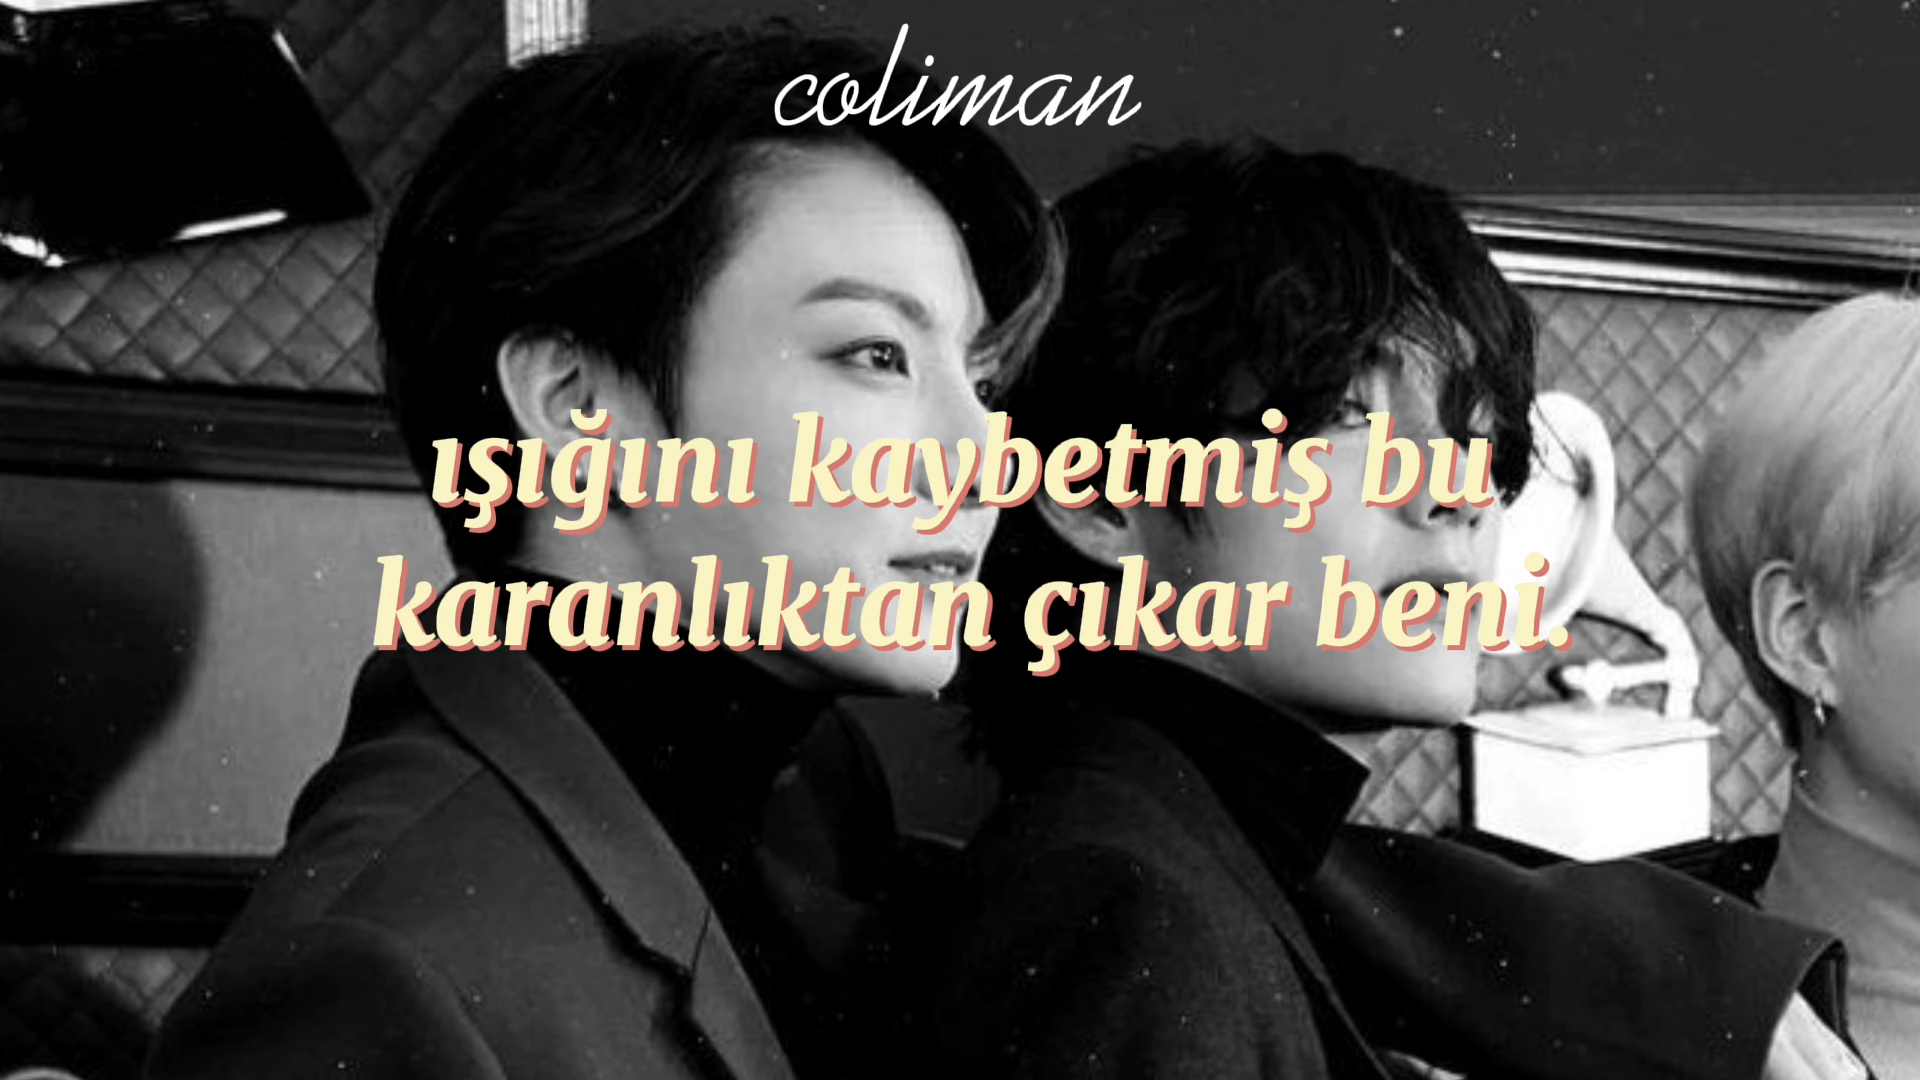 coliman
ışığını kaybetmiş bu
karanlıktan çıkar beni.